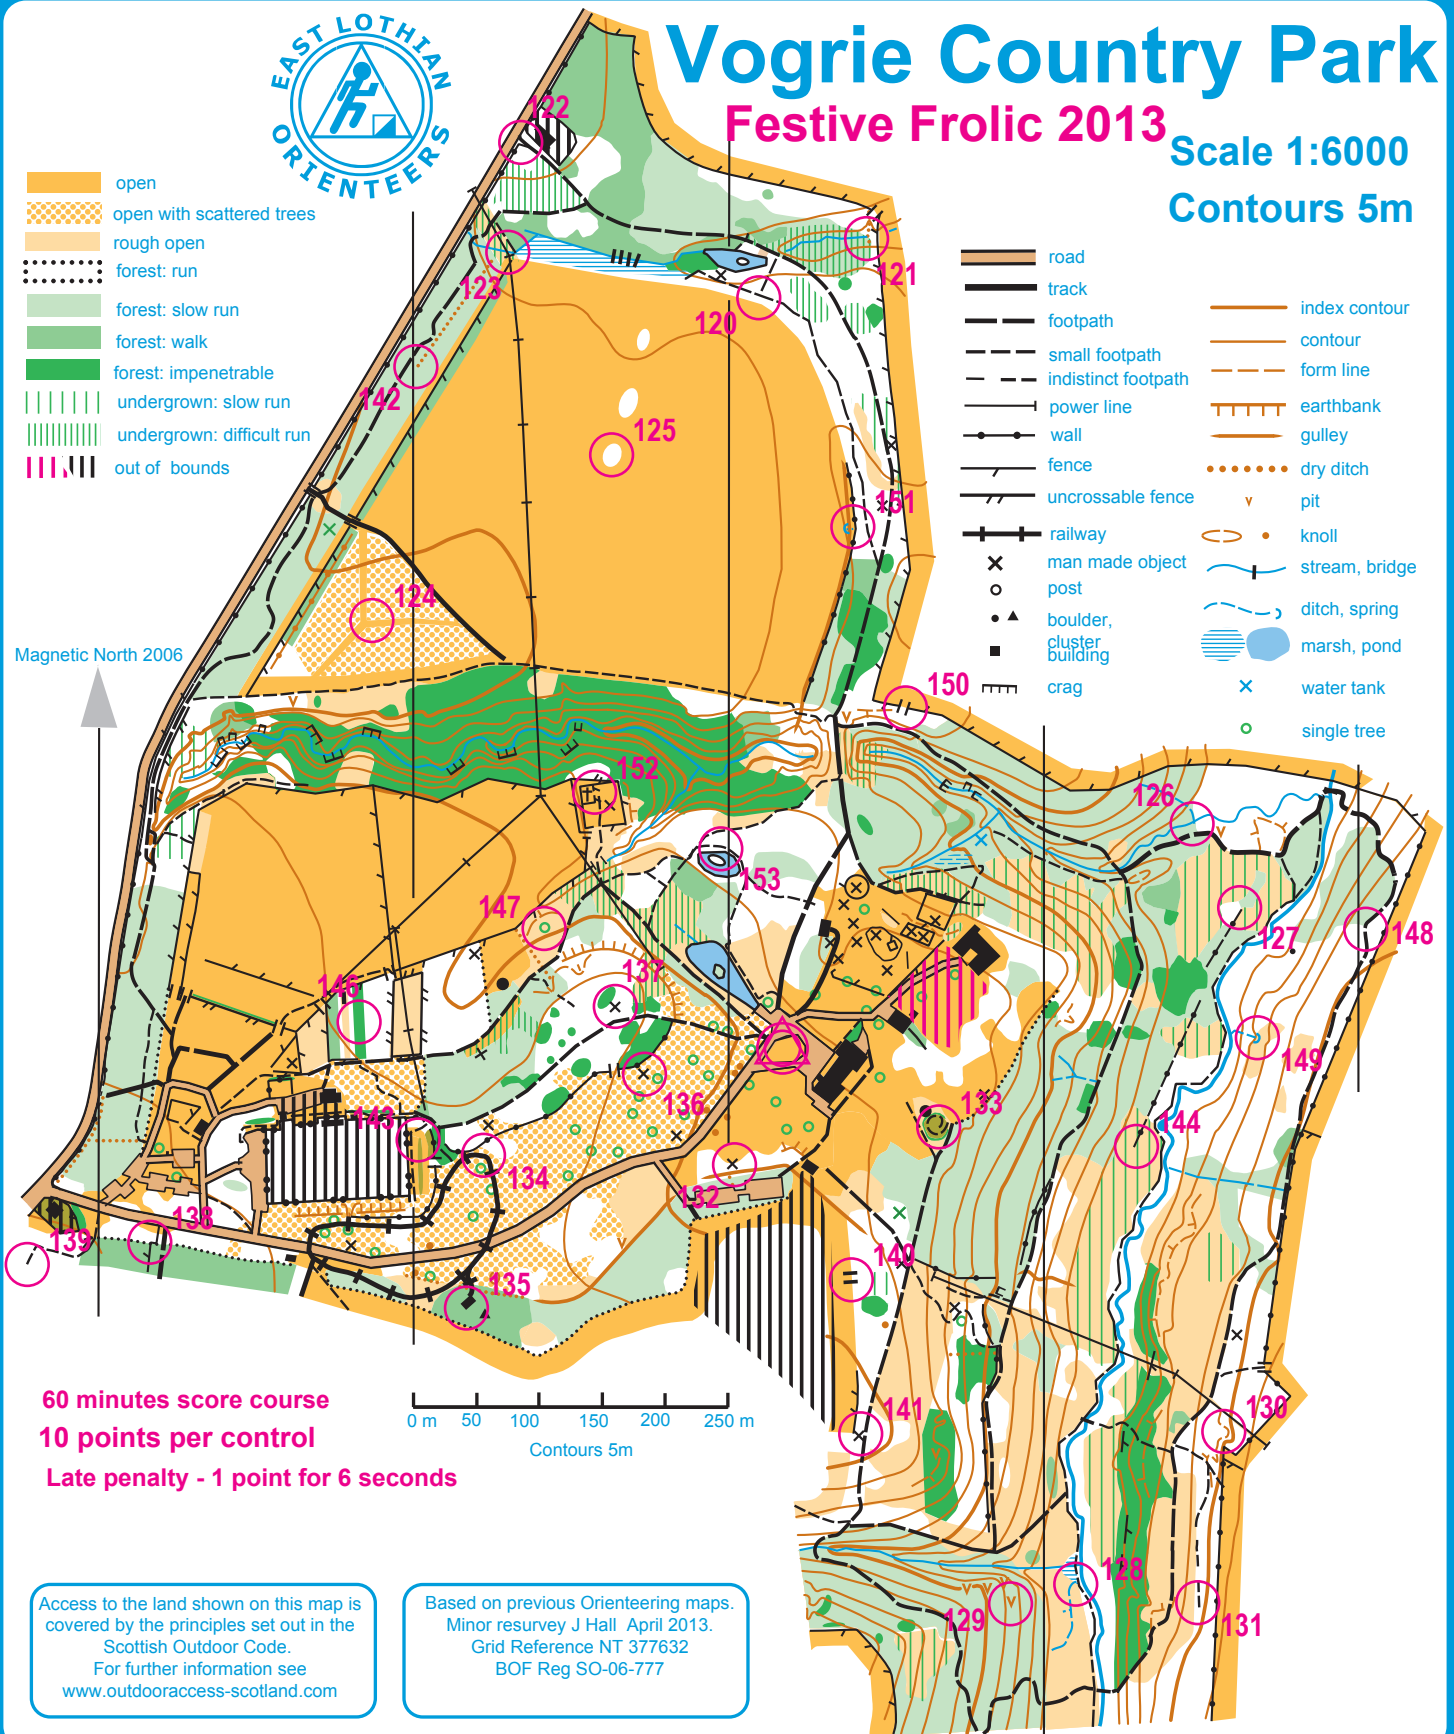 EAST LOTHIAN
ORIENTEERS
Vogrie Country Park
Festive Frolic 2013
Scale 1:6000
Contours 5m
open
open with scattered trees
rough open
forest: run
forest: slow run
forest: walk
forest: impenetrable
undergrown: slow run
undergrown: difficult run
out of bounds
road
track
footpath
small footpath
indistinct footpath
power line
wall
fence
uncrossable fence
railway
man made object
post
boulder,
cluster
building
crag
index contour
contour
form line
earthbank
gulley
dry ditch
pit
knoll
stream, bridge
ditch, spring
marsh, pond
water tank
single tree
Magnetic North 2006
122
121
123
120
142
125
151
124
150
152
126
153
147
127
148
146
137
149
136
133
143
144
134
132
138
139
140
135
141
130
128
129
131
60 minutes score course
10 points per control
Late penalty - 1 point for 6 seconds
0 m 50 100 150 200 250 m
Contours 5m
Access to the land shown on this map is
covered by the principles set out in the
Scottish Outdoor Code.
For further information see
www.outdooraccess-scotland.com
Based on previous Orienteering maps.
Minor resurvey J Hall April 2013.
Grid Reference NT 377632
BOF Reg SO-06-777